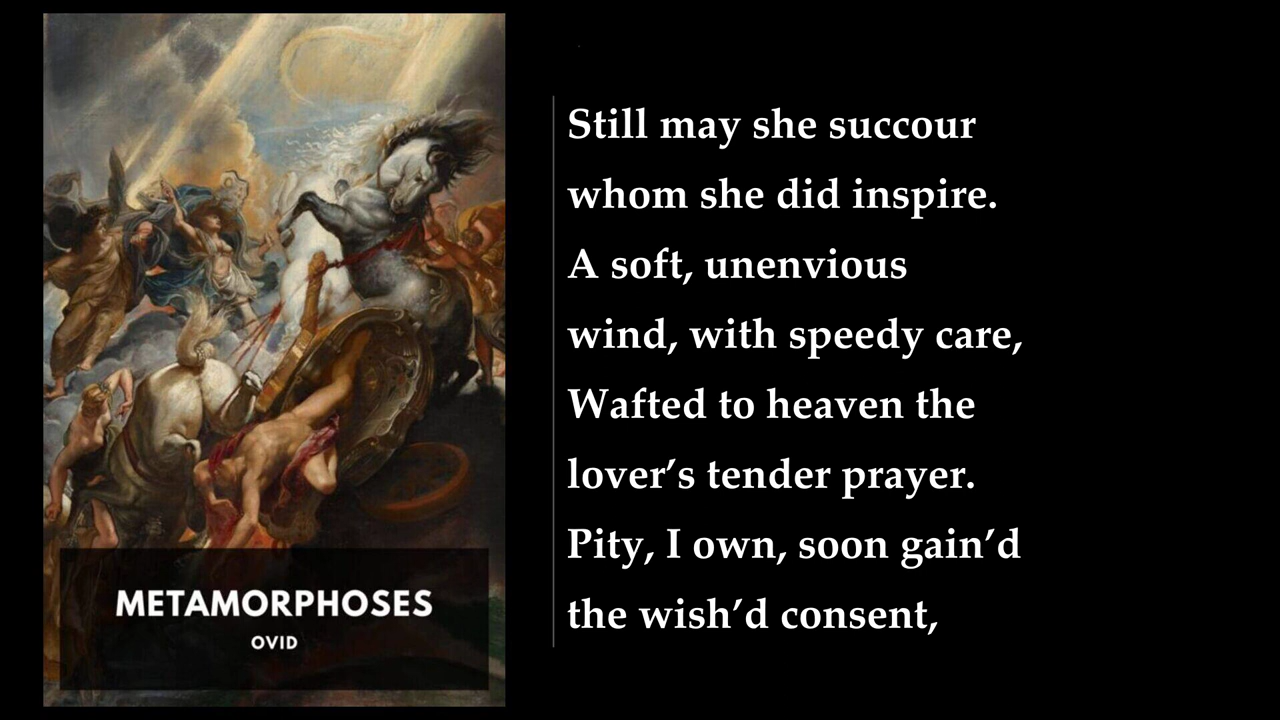 METAMORPHOSES
OVID
Still may she succour
whom she did inspire.
A soft, unenvious
wind, with speedy care,
Wafted to heaven the
lover’s tender prayer.
Pity, I own, soon gain’d
the wish’d consent,